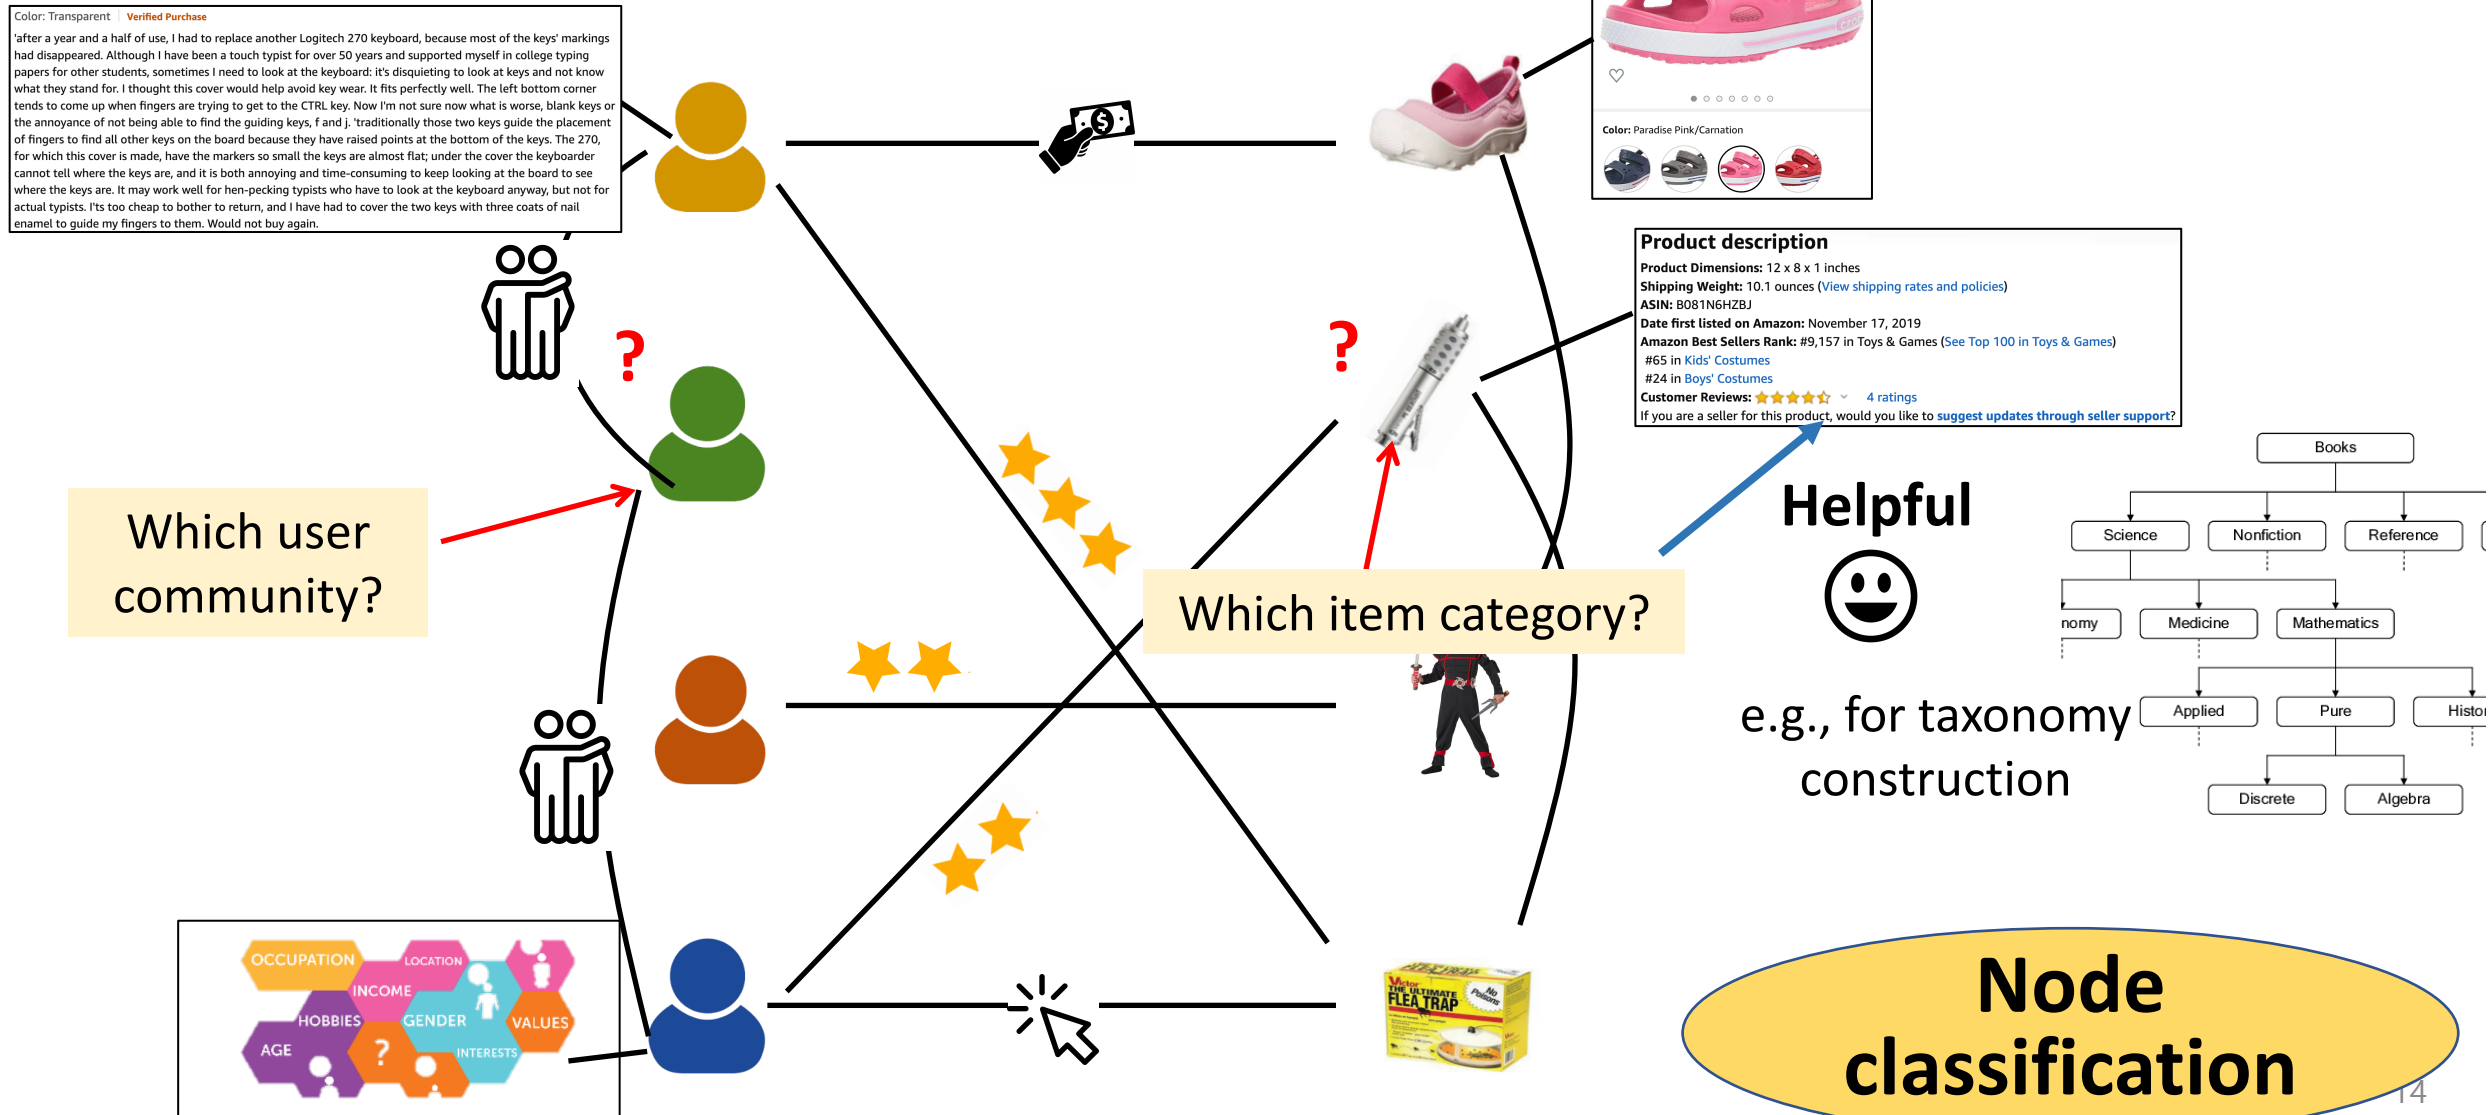 Color: Transparent Verified Purchase
'after a year and a half of use, I had to replace another Logitech 270 keyboard, because most of the keys' markings
had disappeared. Although I have been a touch typist for over 50 years and supported myself in college typing
papers for other students, sometimes I need to look at the keyboard: it's disquieting to look at keys and not know
what they stand for. I thought this cover would help avoid key wear. It fits perfectly well. The left bottom corner
tends to come up when fingers are trying to get to the CTRL key. Now I'm not sure now what is worse, blank keys or
the annoyance of not being able to find the guiding keys, f and j. 'traditionally those two keys guide the placement
of fingers to find all other keys on the board because they have raised points at the bottom of the keys. The 270,
for which this cover is made, have the markers so small the keys are almost flat; under the cover the keyboarder
cannot tell where the keys are, and it is both annoying and time-consuming to keep looking at the board to see
where the keys are. It may work well for hen-pecking typists who have to look at the keyboard anyway, but not for
actual typists. I'ts too cheap to bother to return, and I have had to cover the two keys with three coats of nail
enamel to guide my fingers to them. Would not buy again.
$
Color: Paradise Pink/Carnation
Product description
Product Dimensions: 12 x 8 x 1 inches
Shipping Weight: 10.1 ounces (View shipping rates and policies)
ASIN: B081N6HZBJ
Date first listed on Amazon: November 17, 2019
Amazon Best Sellers Rank: #9,157 in Toys & Games (See Top 100 in Toys & Games)
#65 in Kids' Costumes
#24 in Boys' Costumes
Customer Reviews: 4 ratings
If you are a seller for this product, would you like to suggest updates through seller support?
?
?
Which user
community?
Which item category?
Helpful
e.g., for taxonomy
construction
Books
Science Nonfiction Reference
nomy Medicine Mathematics
Applied Pure Histor
Discrete Algebra
OCCUPATION LOCATION
INCOME
HOBBIES GENDER VALUES
AGE ? INTERESTS
Victor
THE ULTIMATE
FLEA TRAP
No
Poisons
Node
classification
14